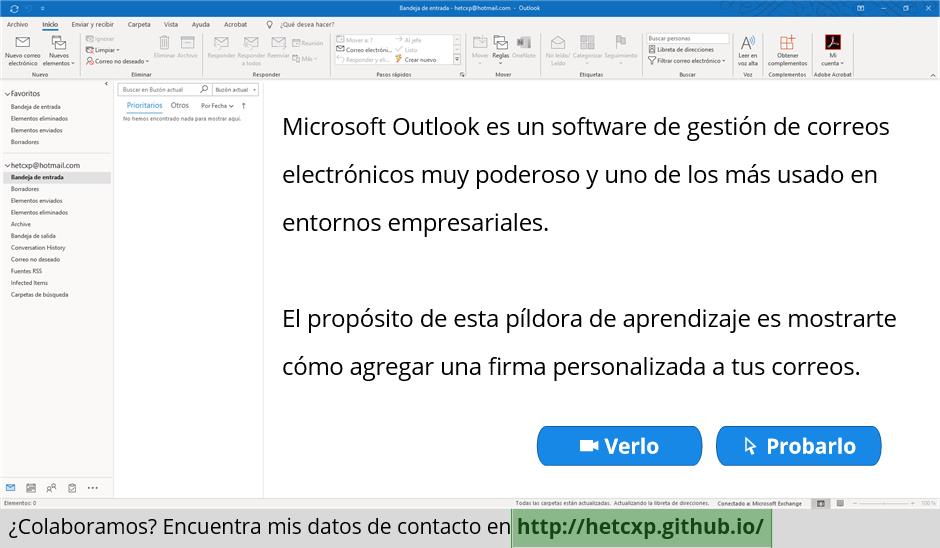 Bandeja de entrada - hetcxp@hotmail.com - Outlook
Archivo Inicio Enviar y recibir Carpeta Vista Ayuda Acrobat ¿Qué desea hacer?
Nuevo correo electrónico
Nuevos elementos
Nuevo
Ignorar
Limpiar
Correo no deseado
Eliminar Archivo
Eliminar
Responder Responder a todos Reenviar
Reunión
Más
Responder
Mover a: ?
Correo electróni...
Responder y eli...
Al jefe
Listo
Crear nuevo
Pasos rápidos
Mover Reglas OneNote
Mover
No leído/ Leído Categorizar Seguimiento
Etiquetas
Buscar personas
Libreta de direcciones
Filtrar correo electrónico
Buscar
Leer en voz alta
Voz
Obtener complementos
Complementos
Mi cuenta
Adobe Acrobat
Favoritos
Bandeja de entrada
Elementos eliminados
Elementos enviados
Borradores
hetcxp@hotmail.com
Bandeja de entrada
Borradores
Elementos enviados
Elementos eliminados
Archive
Bandeja de salida
Conversation History
Correo no deseado
Fuentes RSS
Infected Items
Carpetas de búsqueda
Buscar en Buzón actual Buzón actual
Prioritarios Otros Por Fecha
No hemos encontrado nada para mostrar aquí.
Microsoft Outlook es un software de gestión de correos
electrónicos muy poderoso y uno de los más usado en
entornos empresariales.
El propósito de esta píldora de aprendizaje es mostrarte
cómo agregar una firma personalizada a tus correos.
Verlo Probarlo
Elementos: 0 Todas las carpetas están actualizadas. Actualizando la libreta de direcciones. Conectado a: Microsoft Exchange 100 %
¿Colaboramos? Encuentra mis datos de contacto en http://hetcxp.github.io/